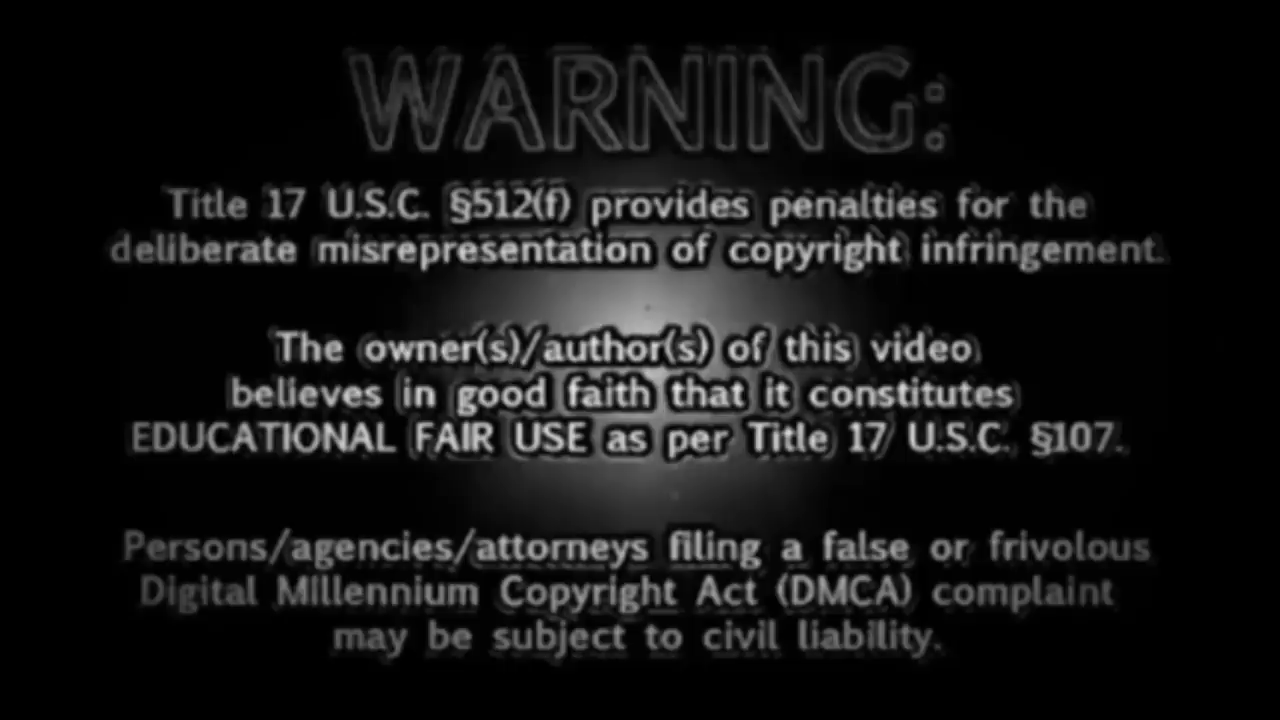 WARNING:
Title 17 U.S.C. §512(f) provides penalties for the
deliberate misrepresentation of copyright infringement.
The owner(s)/author(s) of this video
believes in good faith that it constitutes
EDUCATIONAL FAIR USE as per Title 17 U.S.C. §107.
Persons/agencies/attorneys filing a false or frivolous
Digital MIllennium Copyright Act (DMCA) complaint
may be subject to civil liability.